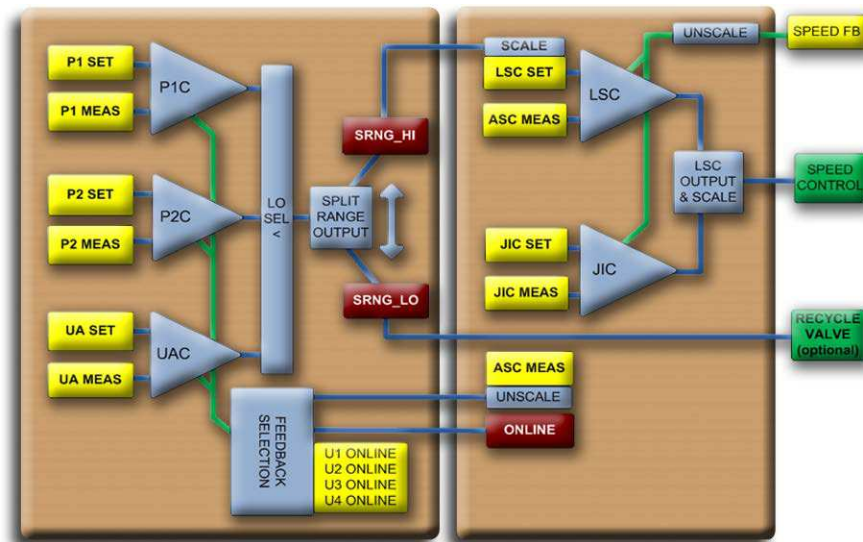 P1 SET
P1 MEAS
P1C
P2 SET
P2 MEAS
P2C
UA SET
UA MEAS
UAC
LO
SEL
<
SPLIT
RANGE
OUTPUT
SRNG_HI
SRNG_LO
FEEDBACK
SELECTION
U1 ONLINE
U2 ONLINE
U3 ONLINE
U4 ONLINE
SCALE
LSC SET
ASC MEAS
LSC
UNSCALE
SPEED FB
LSC
OUTPUT
& SCALE
SPEED
CONTROL
JIC SET
JIC MEAS
JIC
RECYCLE
VALVE
(optional)
ASC MEAS
UNSCALE
ONLINE